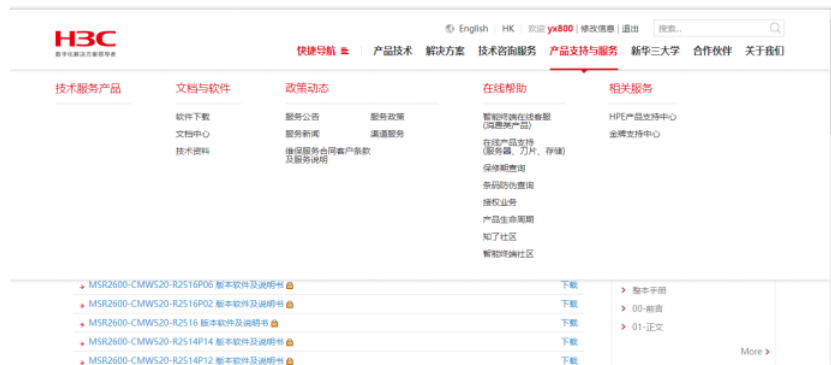 English | HK | 欢迎 yx800 | 修改信息 | 退出 搜索...
H3C
数字化解决方案领导者
快捷导航 产品技术 解决方案 技术咨询服务 产品支持与服务 新华三大学 合作伙伴 关于我们
技术服务产品 文档与软件 政策动态 在线帮助 相关服务
软件下载 服务公告 服务政策 智能终端在线客服 HPE产品支持中心
(消费类产品)
文档中心 服务新闻 渠道服务 在线产品支持 金牌支持中心
(服务器、刀片、存储)
技术资料 维保服务合同客户条款
及服务说明
保修期查询
条码防伪查询
授权业务
产品生命周期
知了社区
智能终端社区
MSR2600-CMW520-R2516P06 版本软件及说明书 下载
整本手册
MSR2600-CMW520-R2516P02 版本软件及说明书 下载
00-前言
MSR2600-CMW520-R2516 版本软件及说明书 下载
01-正文
MSR2600-CMW520-R2514P14 版本软件及说明书 下载
More >
MSR2600-CMW520-R2514P12 版本软件及说明书 下载